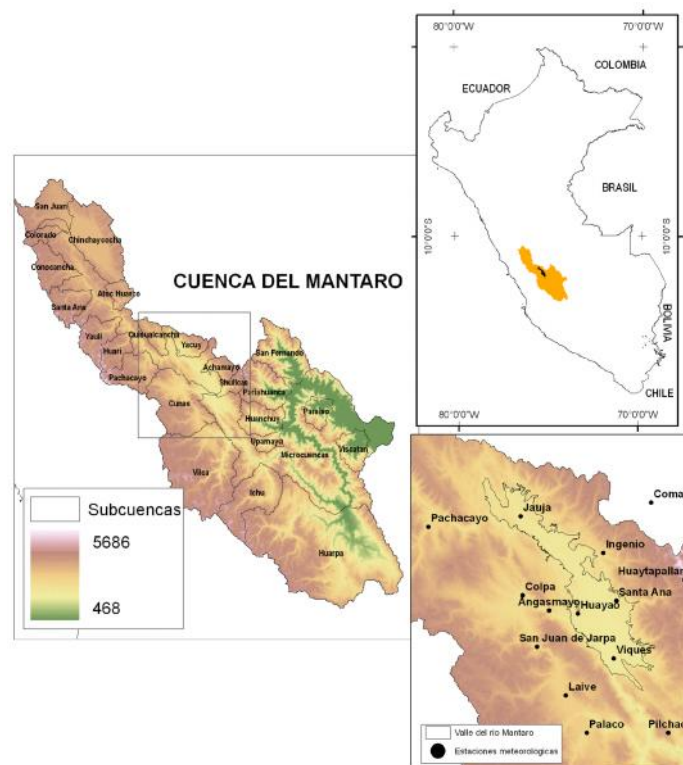 80°0'0"W
70°0'0"W
COLOMBIA
ECUADOR
BRASIL
10°0'0"S
10°0'0"S
BOLIVIA
CHILE
80°0'0"W
70°0'0"W
CUENCA DEL MANTARO
San Juan
Colorado
Chinchaycocha
Conocancha
Atoc Huarco
Santa Ana
Yauli
Huari
Quillualcancha
Yacuy
San Fernando
Pachacayo
Achamayo
Shullcas
Pariahuanca
Cunas
Huanchuy
Paraiso
Upamayo
Viscatan
Microcuencas
Vilca
Ichu
Huarpa
Subcuencas
5686
468
Coma
Jauja
Pachacayo
Ingenio
Huaytapallar
Colpa
Santa Ana
Angasmayo
Huayao
San Juan de Jarpa
Viques
Laive
Palaco
Pilchac
Valle del rio Mantaro
Estaciones meteorologicas